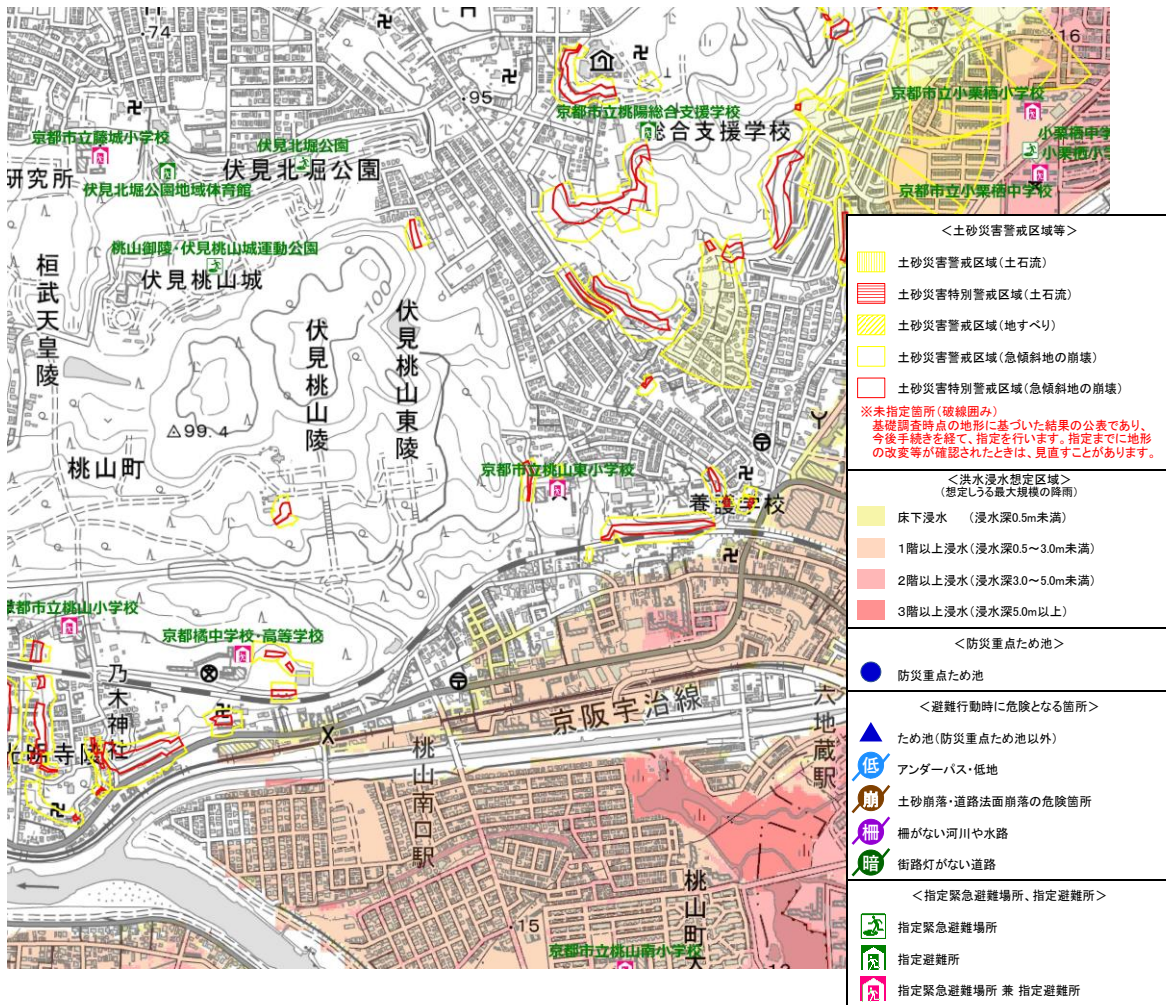 74
16
95
京都市立桃陽総合支援学校
総合支援学校
京都市立小栗栖小学校
京都市立藤城小学校
伏見北堀公園
伏見北堀公園
研究所
伏見北堀公園地域体育館
小栗栖中学
小栗栖小
京都市立小栗栖中学校
桃山御陵・伏見桃山城運動公園
伏見桃山城
桓武天皇陵
伏見桃山陵
伏見桃山東陵
100
99.4
桃山町
京都市立桃山東小学校
養護学校
都市立桃山小学校
京都橘中学校・高等学校
乃木神社
京阪宇治線
六地蔵駅
桃山南口駅
桃山町
15
京都市立桃山南小学校
<土砂災害警戒区域等>
土砂災害警戒区域(土石流)
土砂災害特別警戒区域(土石流)
土砂災害警戒区域(地すべり)
土砂災害警戒区域(急傾斜地の崩壊)
土砂災害特別警戒区域(急傾斜地の崩壊)
※未指定箇所(破線囲み)
基礎調査時点の地形に基づいた結果の公表であり、
今後手続きを経て、指定を行います。指定までに地形
の改変等が確認されたときは、見直すことがあります。
<洪水浸水想定区域>
(想定しうる最大規模の降雨)
床下浸水 (浸水深0.5m未満)
1階以上浸水(浸水深0.5~3.0m未満)
2階以上浸水(浸水深3.0~5.0m未満)
3階以上浸水(浸水深5.0m以上)
<防災重点ため池>
防災重点ため池
<避難行動時に危険となる箇所>
ため池(防災重点ため池以外)
低 アンダーパス・低地
崩 土砂崩落・道路法面崩落の危険箇所
柵 柵がない河川や水路
暗 街路灯がない道路
<指定緊急避難場所、指定避難所>
指定緊急避難場所
指定避難所
指定緊急避難場所 兼 指定避難所